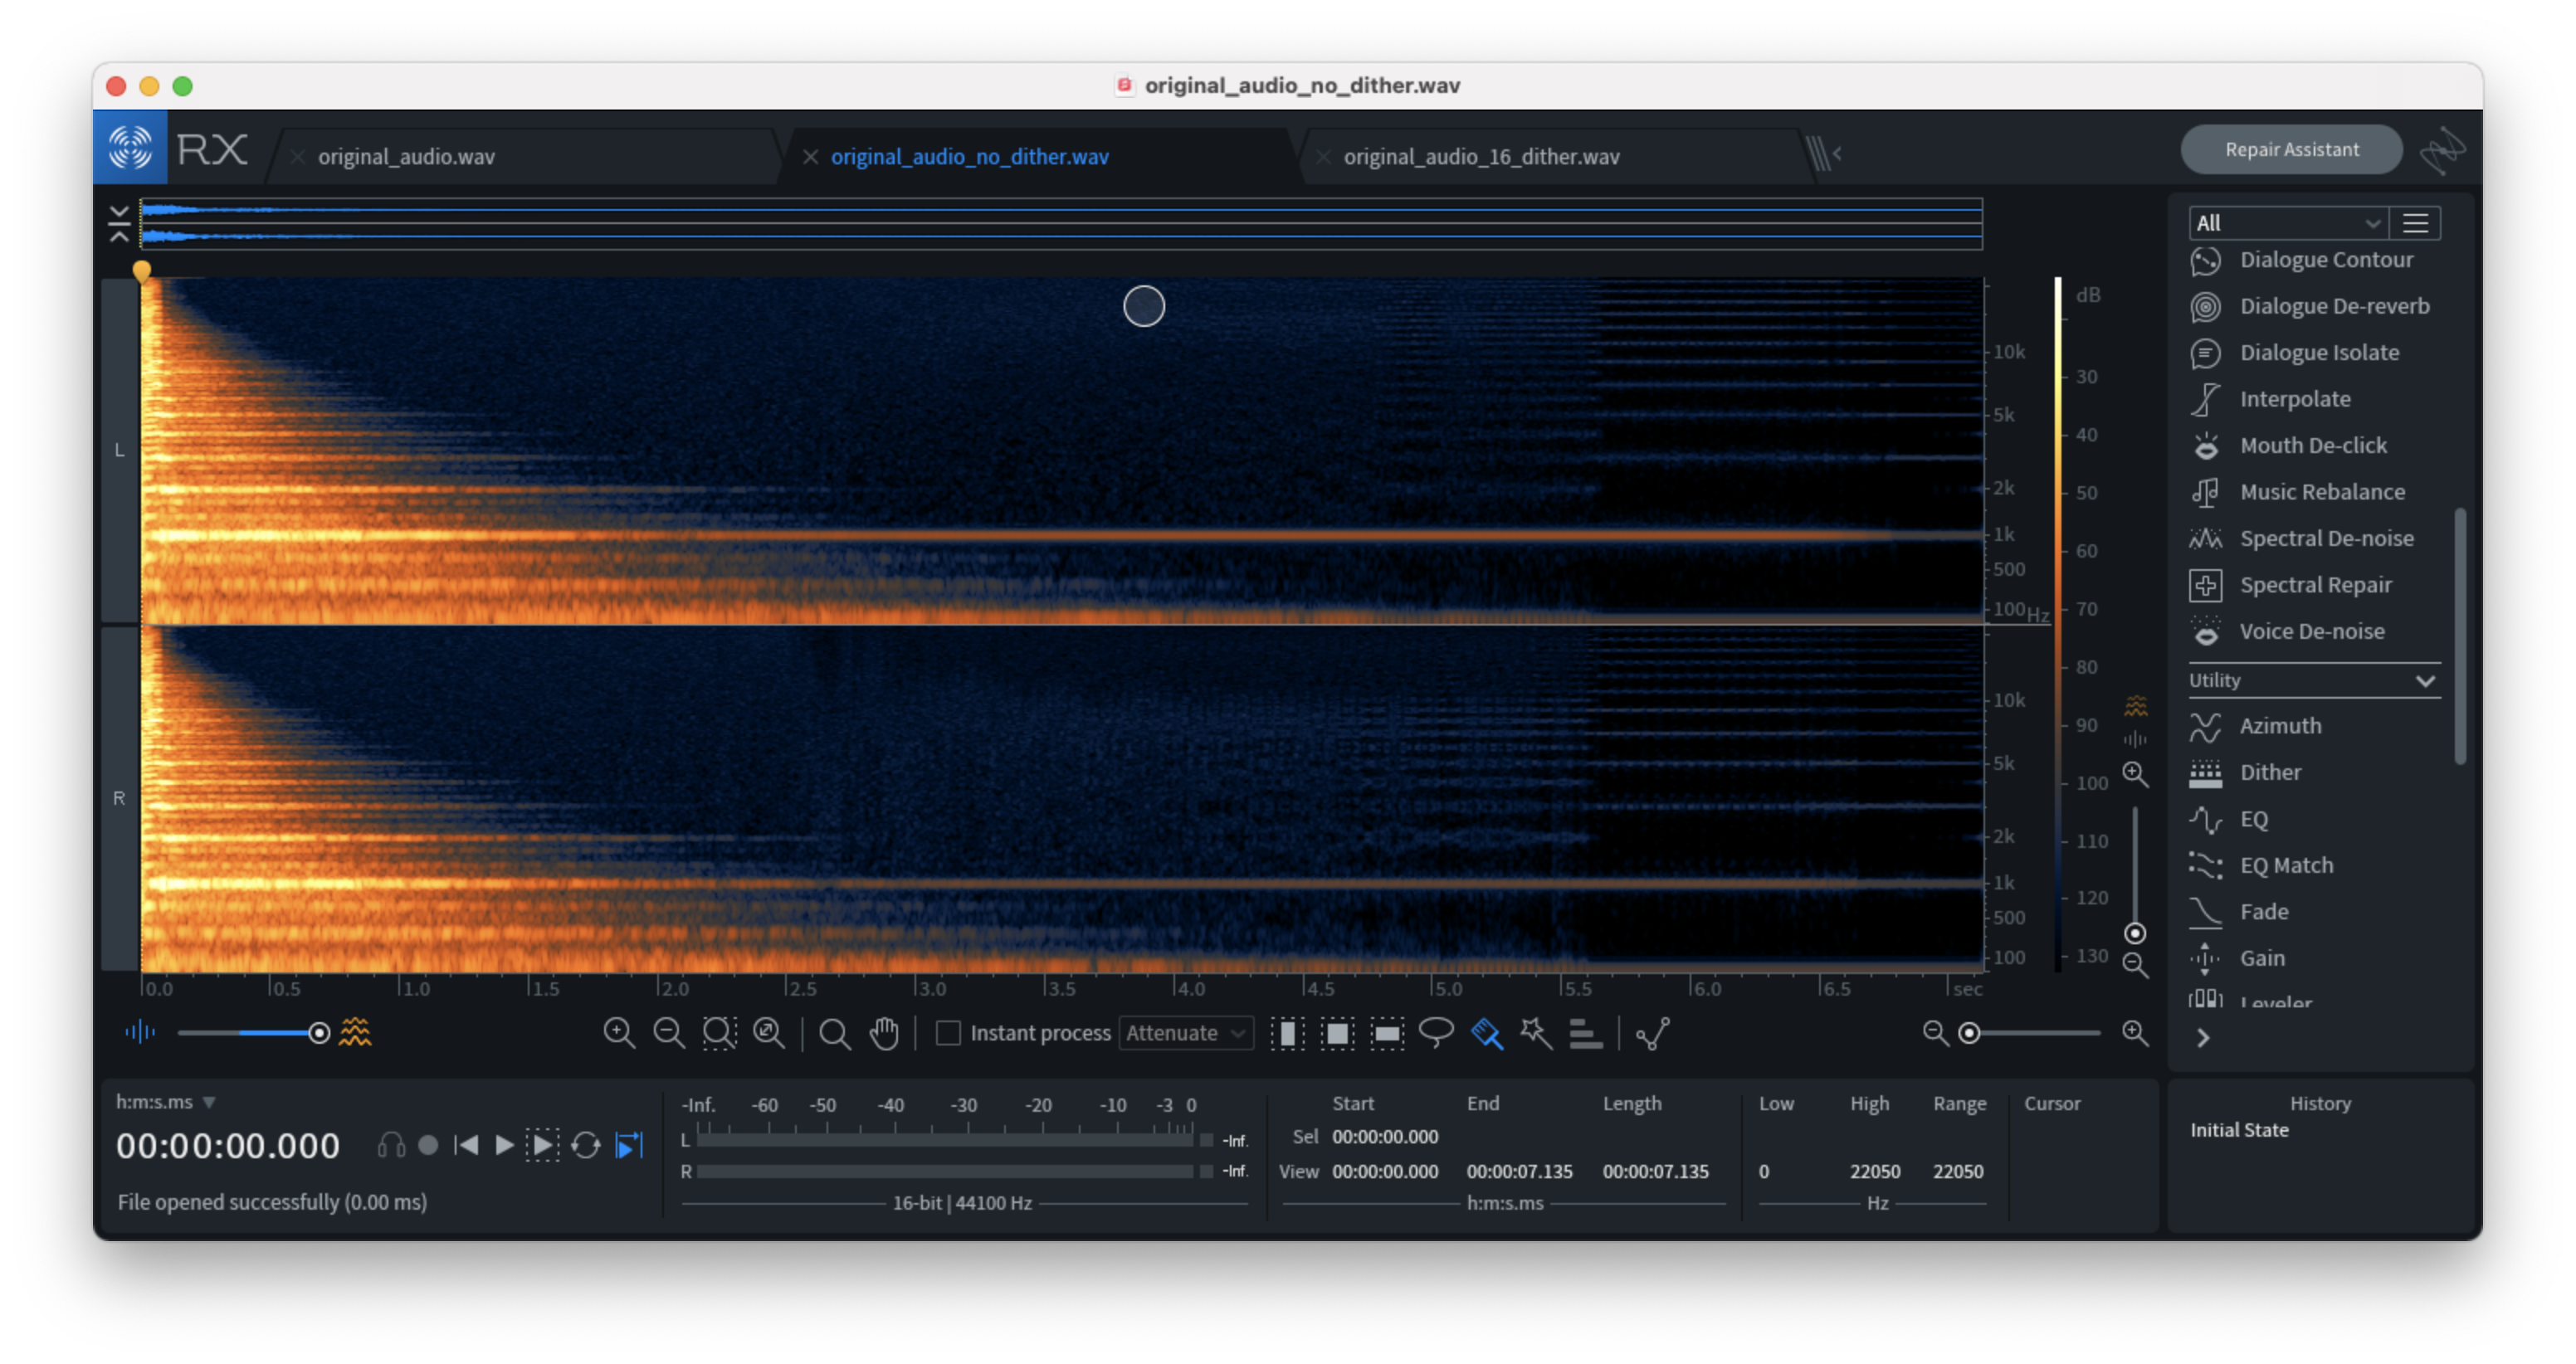 original_audio_no_dither.wav
RX
original_audio.wav
original_audio_no_dither.wav
original_audio_16_dither.wav
Repair Assistant
All
Dialogue Contour
Dialogue De-reverb
Dialogue Isolate
Interpolate
Mouth De-click
Music Rebalance
Spectral De-noise
Spectral Repair
Voice De-noise
Utility
Azimuth
Dither
EQ
EQ Match
Fade
Gain
Leveler
L
R
10k
5k
2k
1k
500
100 Hz
10k
5k
2k
1k
500
100
dB
30
40
50
60
70
80
90
100
110
120
130
0.0 0.5 1.0 1.5 2.0 2.5 3.0 3.5 4.0 4.5 5.0 5.5 6.0 6.5 sec
Instant process Attenuate
h:m:s.ms
00:00:00.000
File opened successfully (0.00 ms)
-Inf. -60 -50 -40 -30 -20 -10 -3 0
L -Inf.
R -Inf.
16-bit | 44100 Hz
Start End Length
Sel 00:00:00.000
View 00:00:00.000 00:00:07.135 00:00:07.135
h:m:s.ms
Low High Range
0 22050 22050
Hz
Cursor
History
Initial State